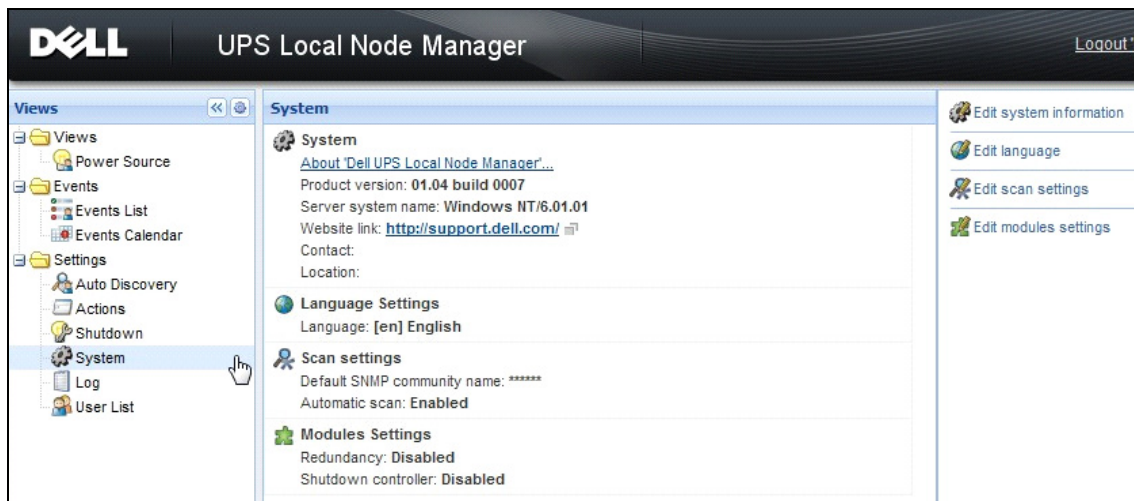 DELL
UPS Local Node Manager
Logout
Views
Views
Power Source
Events
Events List
Events Calendar
Settings
Auto Discovery
Actions
Shutdown
System
Log
User List
System
System
About 'Dell UPS Local Node Manager'...
Product version: 01.04 build 0007
Server system name: Windows NT/6.01.01
Website link: http://support.dell.com/
Contact:
Location:
Language Settings
Language: [en] English
Scan settings
Default SNMP community name: ******
Automatic scan: Enabled
Modules Settings
Redundancy: Disabled
Shutdown controller: Disabled
Edit system information
Edit language
Edit scan settings
Edit modules settings